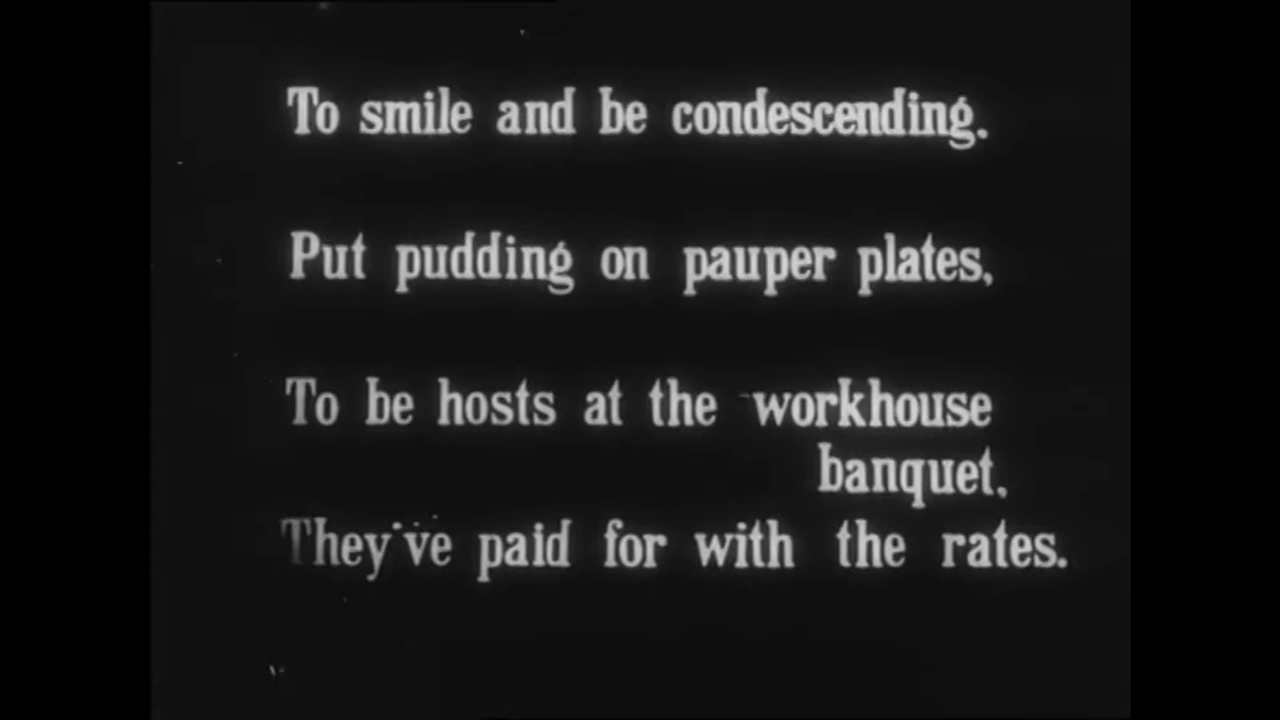 To smile and be condescending.
Put pudding on pauper plates,
To be hosts at the workhouse
banquet.
They've paid for with the rates.